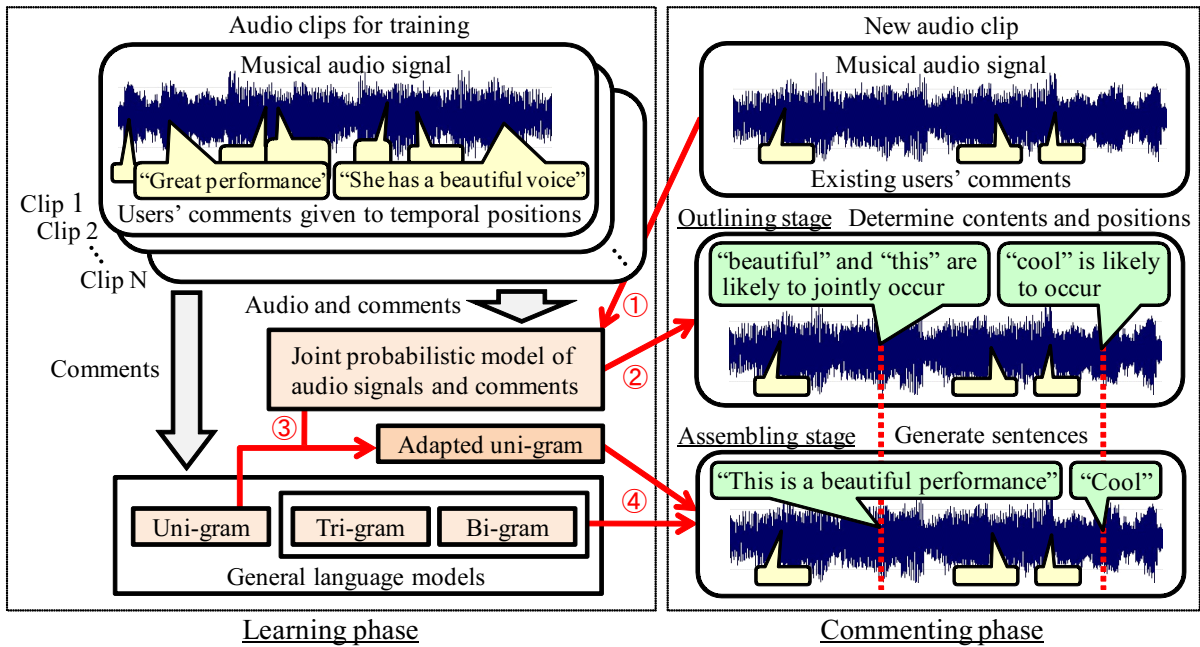 Audio clips for training
Musical audio signal
“Great performance”
“She has a beautiful voice”
Users’ comments given to temporal positions
Clip 1
Clip 2
Clip N
Audio and comments
Comments
Joint probabilistic model of
audio signals and comments
①
②
③
Adapted uni-gram
④
Uni-gram
Tri-gram
Bi-gram
General language models
Learning phase
New audio clip
Musical audio signal
Existing users’ comments
Outlining stage Determine contents and positions
“beautiful” and “this” are
likely to jointly occur
“cool” is likely
to occur
Assembling stage Generate sentences
“This is a beautiful performance”
“Cool”
Commenting phase